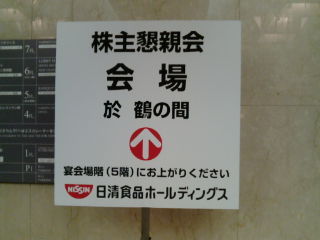 株主懇親会
会場
於 鶴の間
宴会場階(5階)にお上がりください
NISSIN 日清食品ホールディングス